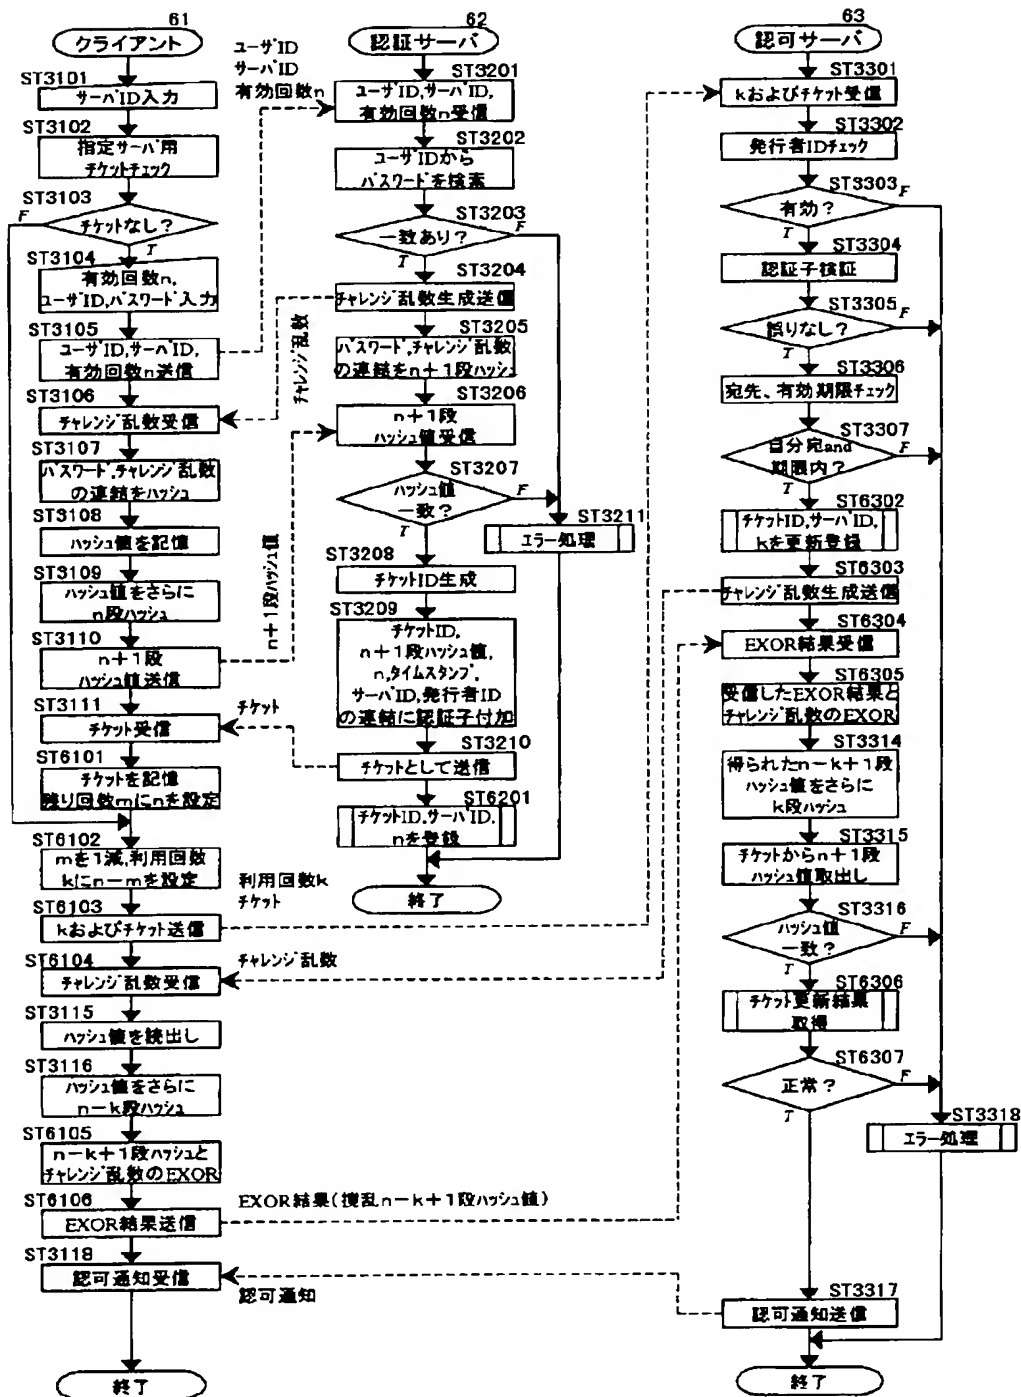 61
クライアント
ST3101
サーバID入力
ST3102
指定サーバ用
チケットチェック
ST3103
F
チケットなし?
T
ST3104
有効回数n,
ユーザID,パスワード入力
ST3105
ユーザID,サーバID,
有効回数n送信
ST3106
チャレンジ乱数受信
ST3107
パスワード,チャレンジ乱数
の連結をハッシュ
ST3108
ハッシュ値を記憶
ST3109
ハッシュ値をさらに
n段ハッシュ
ST3110
n+1段
ハッシュ値送信
ST3111
チケット受信
ST6101
チケットを記憶
残り回数mにnを設定
ST6102
mを1減,利用回数
kにn-mを設定
ST6103
kおよびチケット送信
ST6104
チャレンジ乱数受信
ST3115
ハッシュ値を読出し
ST3116
ハッシュ値をさらに
n-k段ハッシュ
ST6105
n-k+1段ハッシュと
チャレンジ乱数のEXOR
ST6106
EXOR結果送信
ST3118
認可通知受信
終了
ユーザID
サーバID
有効回数n
チャレンジ乱数
n+1段ハッシュ値
チケット
利用回数k
チケット
チャレンジ乱数
EXOR結果(撹乱n-k+1段ハッシュ値)
認可通知
62
認証サーバ
ST3201
ユーザID,サーバID,
有効回数n受信
ST3202
ユーザIDから
パスワードを検索
ST3203
一致あり?
F
T
ST3204
チャレンジ乱数生成送信
ST3205
パスワード,チャレンジ乱数
の連結をn+1段ハッシュ
ST3206
n+1段
ハッシュ値受信
ST3207
ハッシュ値
一致?
F
T
ST3211
エラー処理
ST3208
チケットID生成
ST3209
チケットID,
n+1段ハッシュ値,
n,タイムスタンプ,
サーバID,発行者ID
の連結に認証子付加
ST3210
チケットとして送信
ST6201
チケットID,サーバID,
nを登録
終了
63
認可サーバ
ST3301
kおよびチケット受信
ST3302
発行者IDチェック
ST3303
有効?
F
T
ST3304
認証子検証
ST3305
誤りなし?
F
T
ST3306
宛先、有効期限チェック
ST3307
自分宛and
期限内?
F
T
ST6302
チケットID,サーバID,
kを更新登録
ST6303
チャレンジ乱数生成送信
ST6304
EXOR結果受信
ST6305
受信したEXOR結果と
チャレンジ乱数のEXOR
ST3314
得られたn-k+1段
ハッシュ値をさらに
k段ハッシュ
ST3315
チケットからn+1段
ハッシュ値取出し
ST3316
ハッシュ値
一致?
F
T
ST6306
チケット更新結果
取得
ST6307
正常?
F
T
ST3318
エラー処理
ST3317
認可通知送信
終了